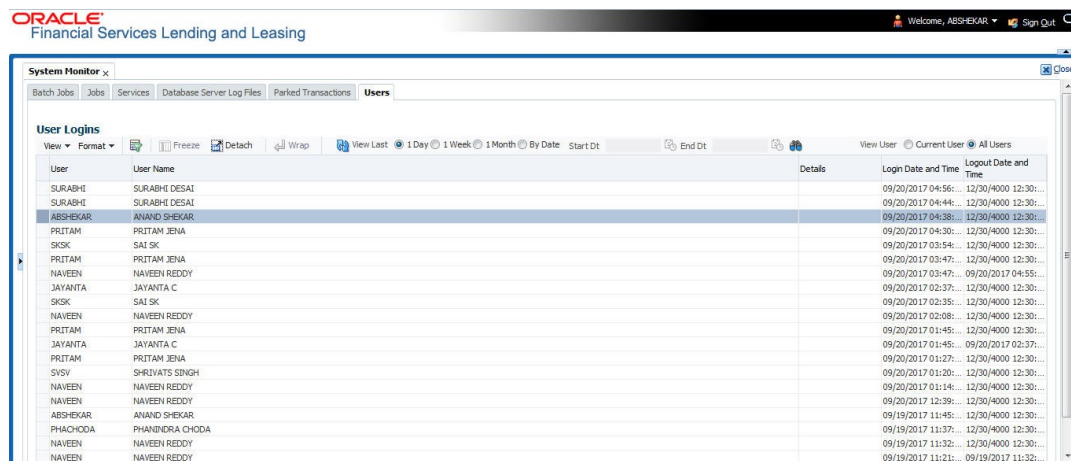 ORACLE
Financial Services Lending and Leasing
Welcome, ABSHEKAR Sign Out
System Monitor x
Close
Batch Jobs Jobs Services Database Server Log Files Parked Transactions Users
User Logins
View Format Freeze Detach Wrap View Last 1 Day 1 Week 1 Month By Date Start Dt End Dt View User Current User All Users
User User Name Details Login Date and Time Logout Date and Time
SURABHI SURABHI DESAI 09/20/2017 04:56:... 12/30/4000 12:30:...
SURABHI SURABHI DESAI 09/20/2017 04:44:... 12/30/4000 12:30:...
ABSHEKAR ANAND SHEKAR 09/20/2017 04:38:... 12/30/4000 12:30:...
PRITAM PRITAM JENA 09/20/2017 04:30:... 12/30/4000 12:30:...
SKSK SAI SK 09/20/2017 03:54:... 12/30/4000 12:30:...
PRITAM PRITAM JENA 09/20/2017 03:47:... 12/30/4000 12:30:...
NAVEEN NAVEEN REDDY 09/20/2017 03:47:... 09/20/2017 04:55:...
JAYANTA JAYANTA C 09/20/2017 02:37:... 12/30/4000 12:30:...
SKSK SAI SK 09/20/2017 02:35:... 12/30/4000 12:30:...
NAVEEN NAVEEN REDDY 09/20/2017 02:08:... 12/30/4000 12:30:...
PRITAM PRITAM JENA 09/20/2017 01:45:... 12/30/4000 12:30:...
JAYANTA JAYANTA C 09/20/2017 01:45:... 09/20/2017 02:37:...
PRITAM PRITAM JENA 09/20/2017 01:27:... 12/30/4000 12:30:...
SVSV SHRIVATS SINGH 09/20/2017 01:20:... 12/30/4000 12:30:...
NAVEEN NAVEEN REDDY 09/20/2017 01:14:... 12/30/4000 12:30:...
NAVEEN NAVEEN REDDY 09/20/2017 12:39:... 12/30/4000 12:30:...
ABSHEKAR ANAND SHEKAR 09/19/2017 11:45:... 12/30/4000 12:30:...
PHACHODA PHANINDRA CHODA 09/19/2017 11:37:... 12/30/4000 12:30:...
NAVEEN NAVEEN REDDY 09/19/2017 11:32:... 12/30/4000 12:30:...
NAVEEN NAVEEN REDDY 09/19/2017 11:21:... 09/19/2017 11:32:...